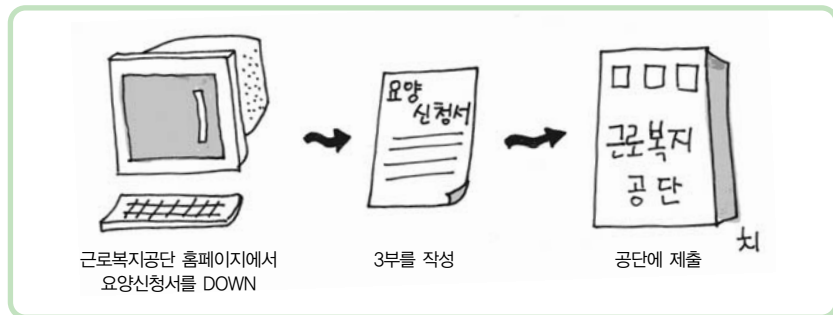 요양
신청서
근로복지
공단
치
근로복지공단 홈페이지에서
요양신청서를 DOWN
3부를 작성
공단에 제출